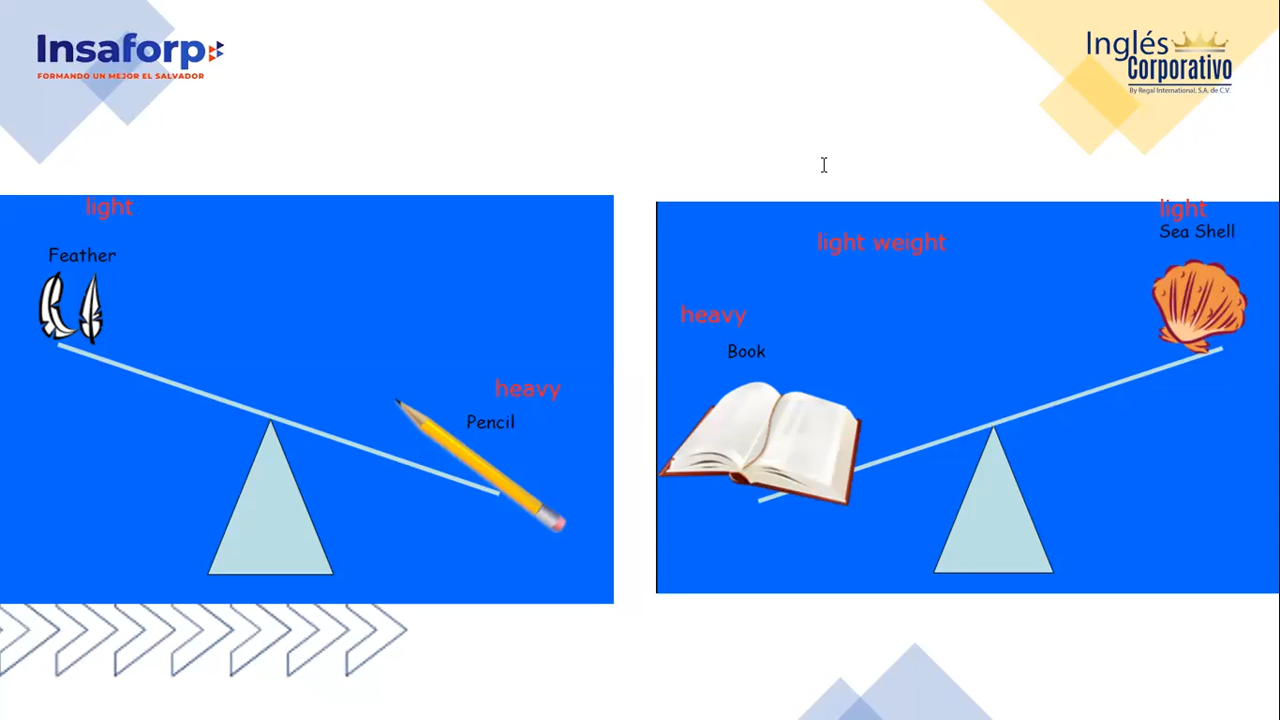 Insaforp
FORMANDO UN MEJOR EL SALVADOR
Inglés
Corporativo
By Regal International, S.A. de C.V.
light
Feather
heavy
Pencil
light
Sea Shell
light weight
heavy
Book